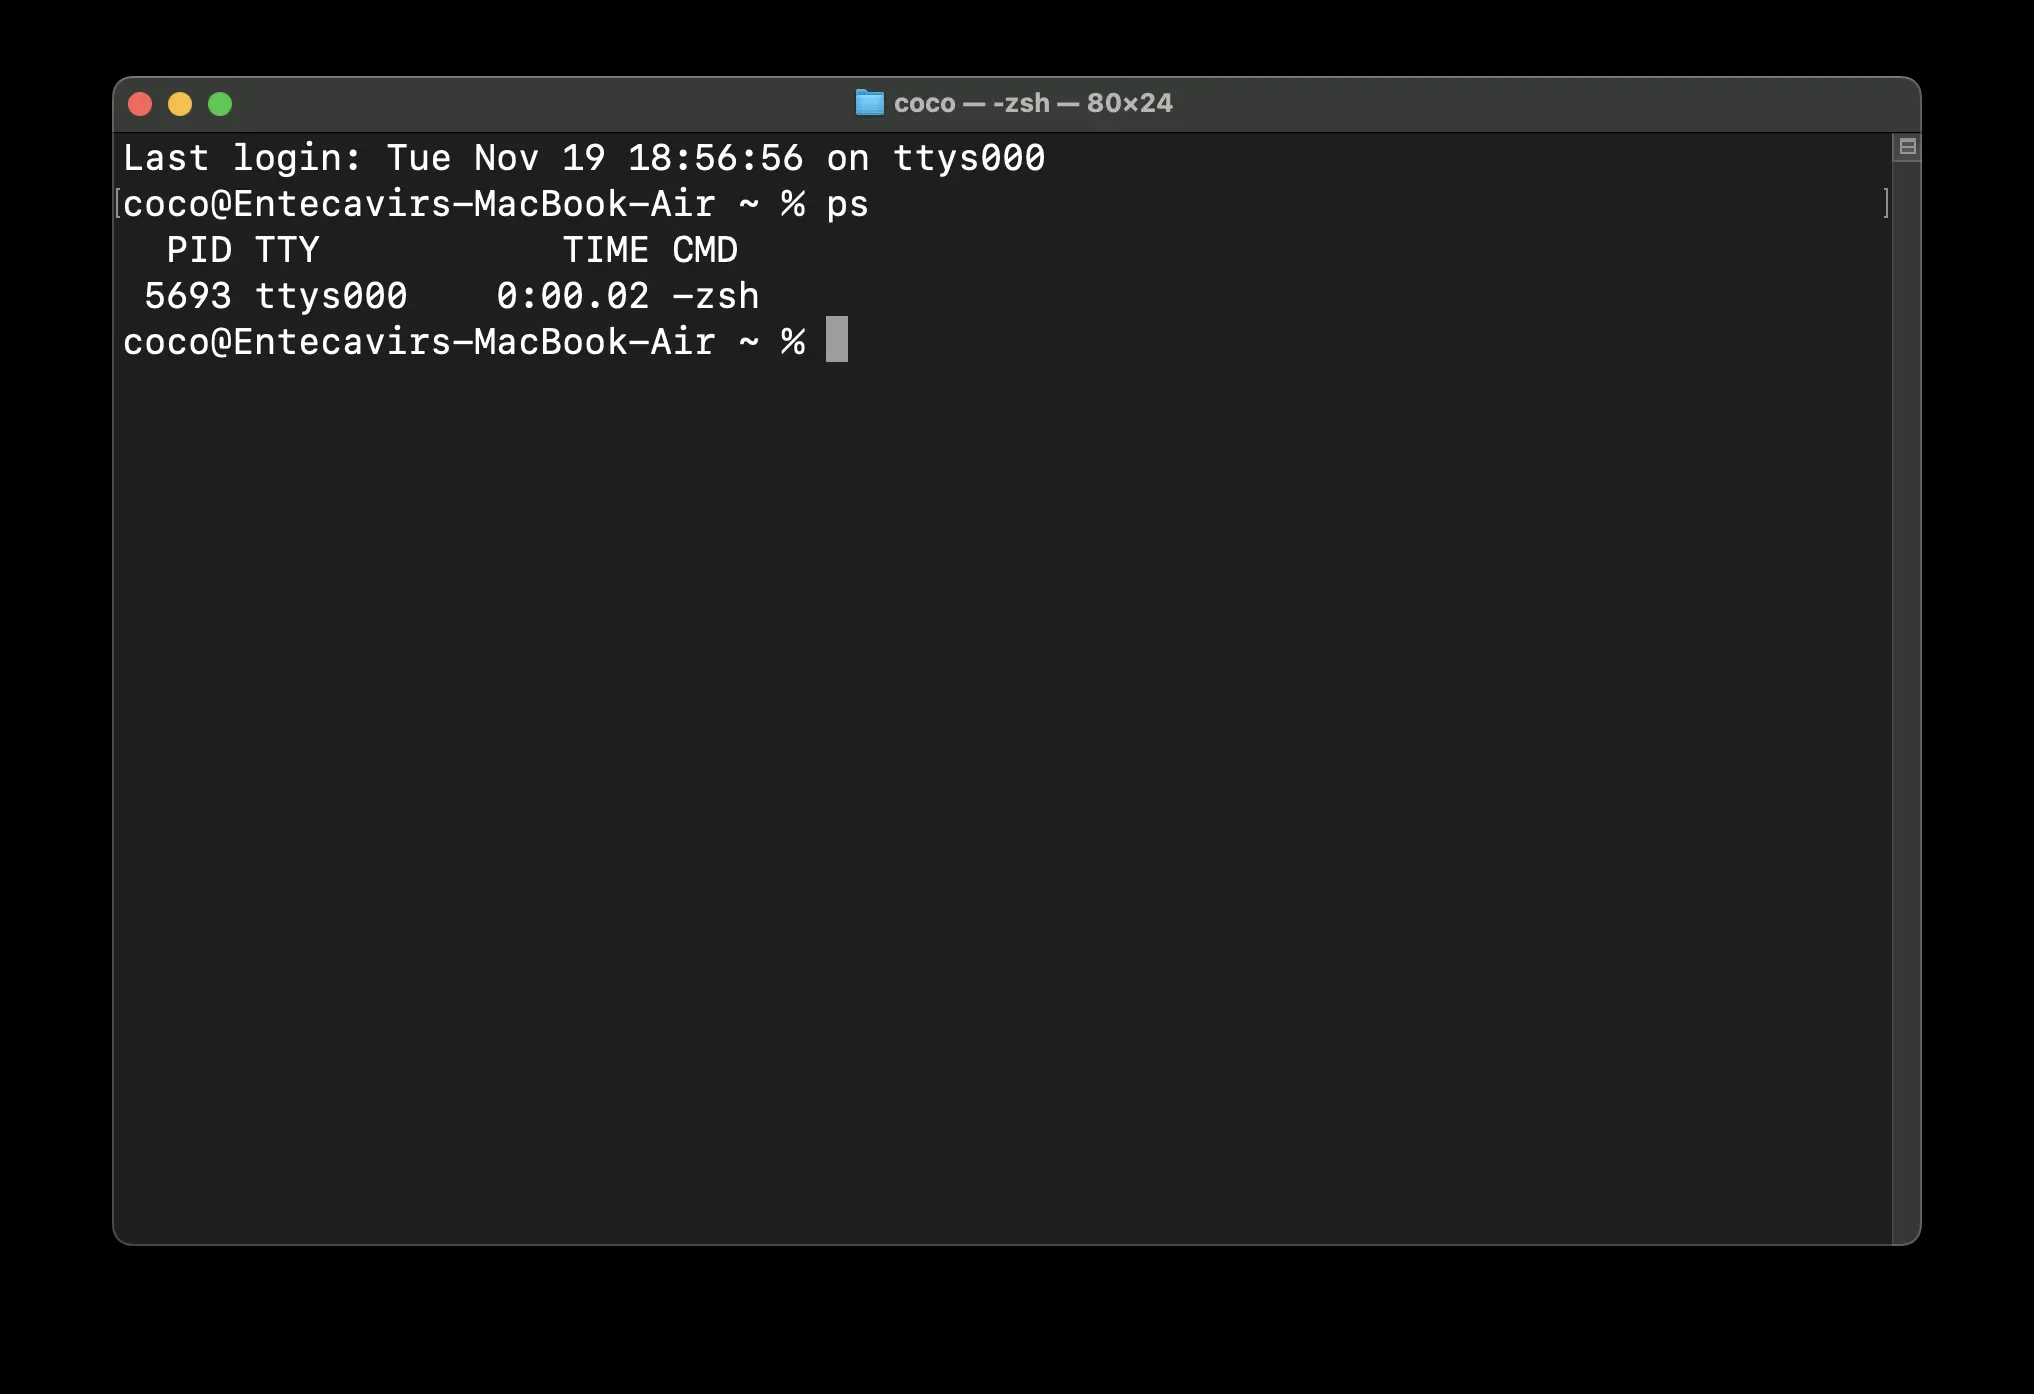 coco — -zsh — 80×24
Last login: Tue Nov 19 18:56:56 on ttys000
[coco@Entecavirs-MacBook-Air ~ % ps ]
  PID TTY           TIME CMD
 5693 ttys000    0:00.02 -zsh
coco@Entecavirs-MacBook-Air ~ %